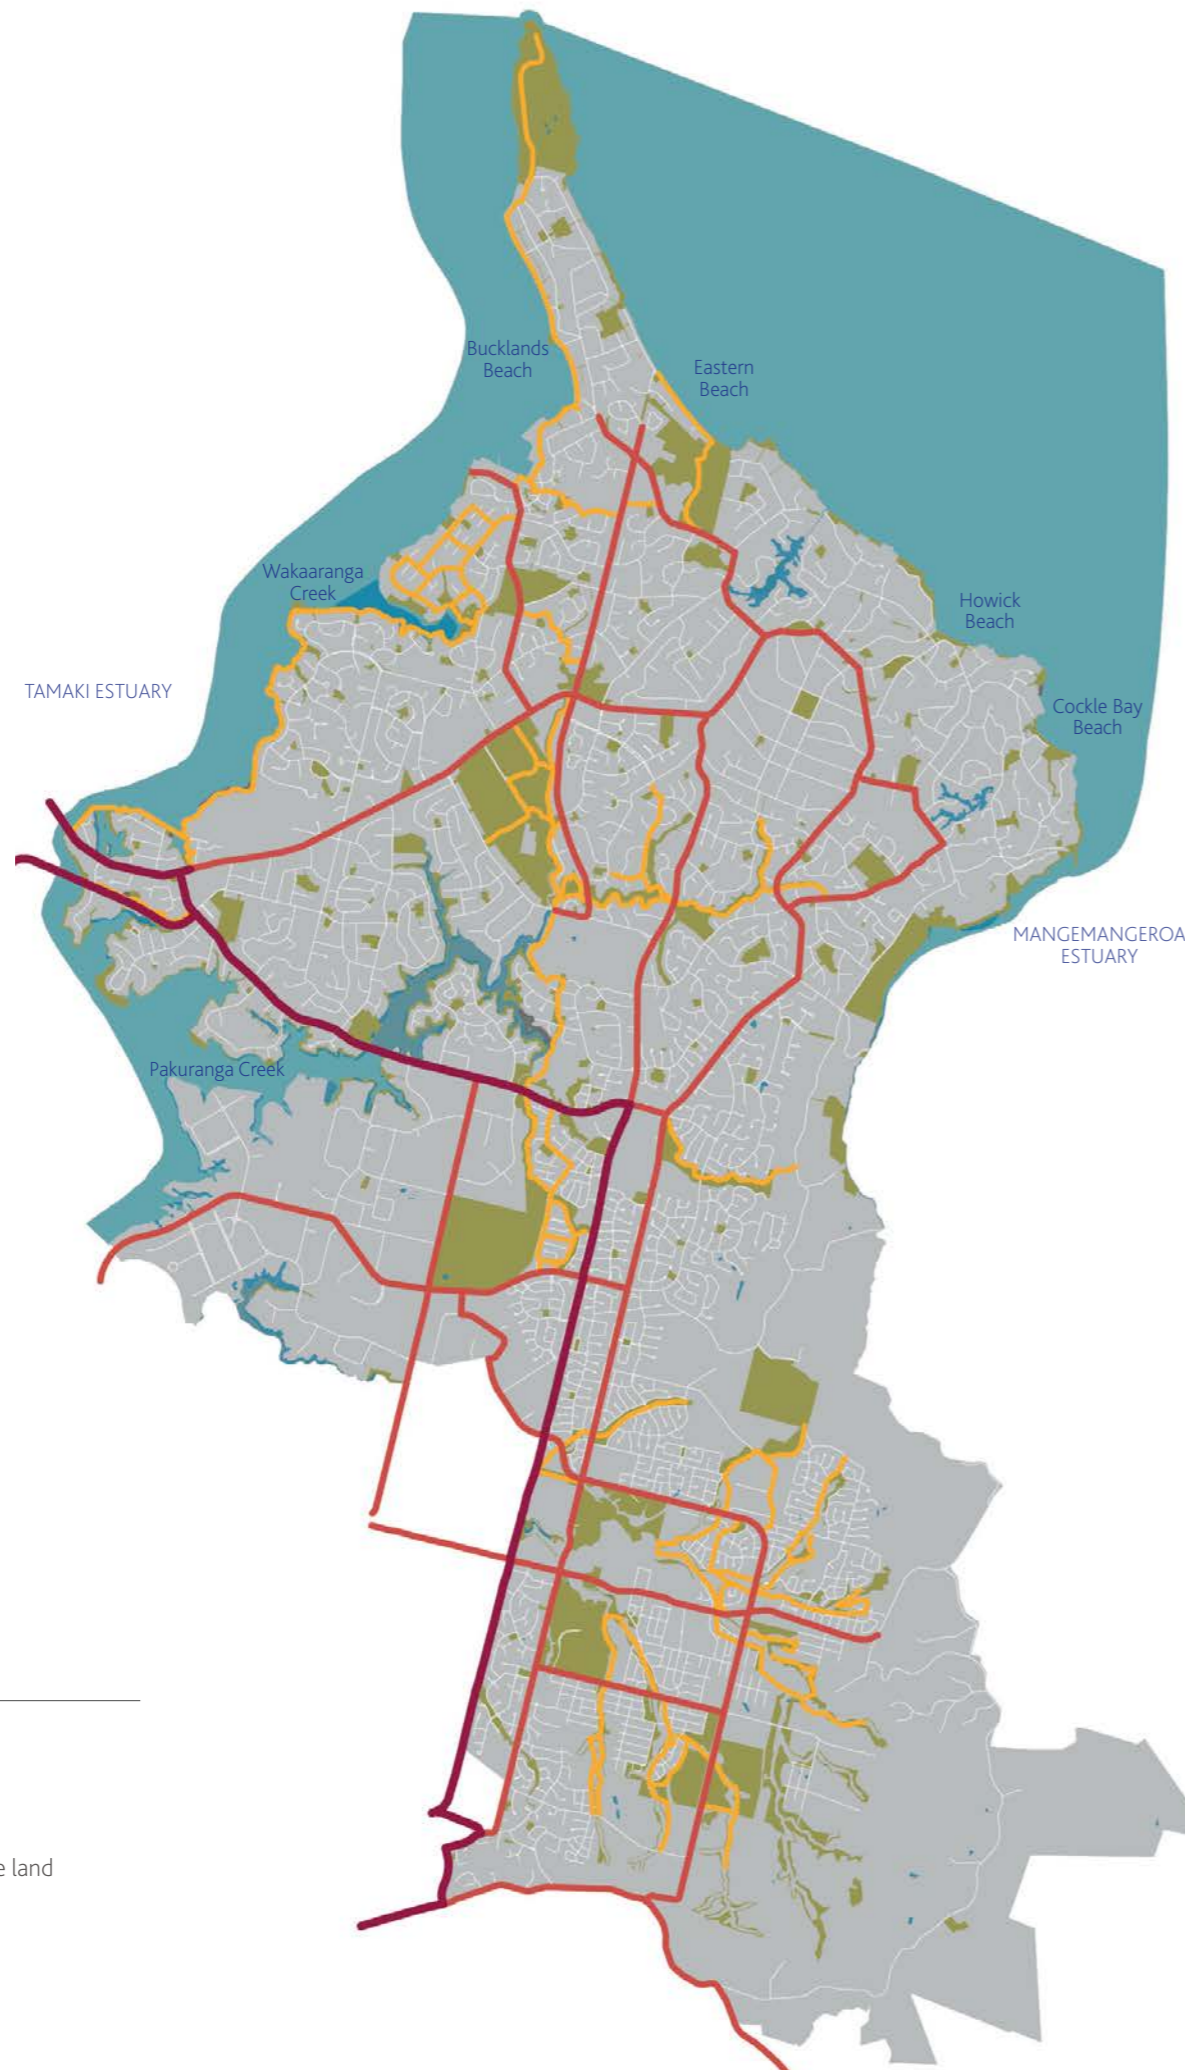 Bucklands
Beach
Eastern
Beach
Wakaaranga
Creek
Howick
Beach
TAMAKI ESTUARY
Cockle Bay
Beach
MANGEMANGEROA
ESTUARY
Pakuranga Creek
e land